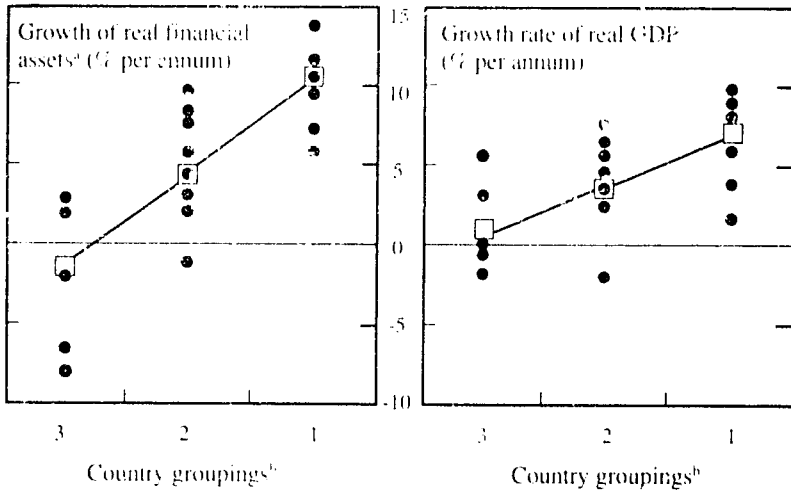 Growth of real financial
assetsᵃ (% per ennum)
15
10
5
0
-5
-10
3 2 1
Country groupingsᵇ
Growth rate of real GDP
(% per annum)
3 2 1
Country groupingsᵇ